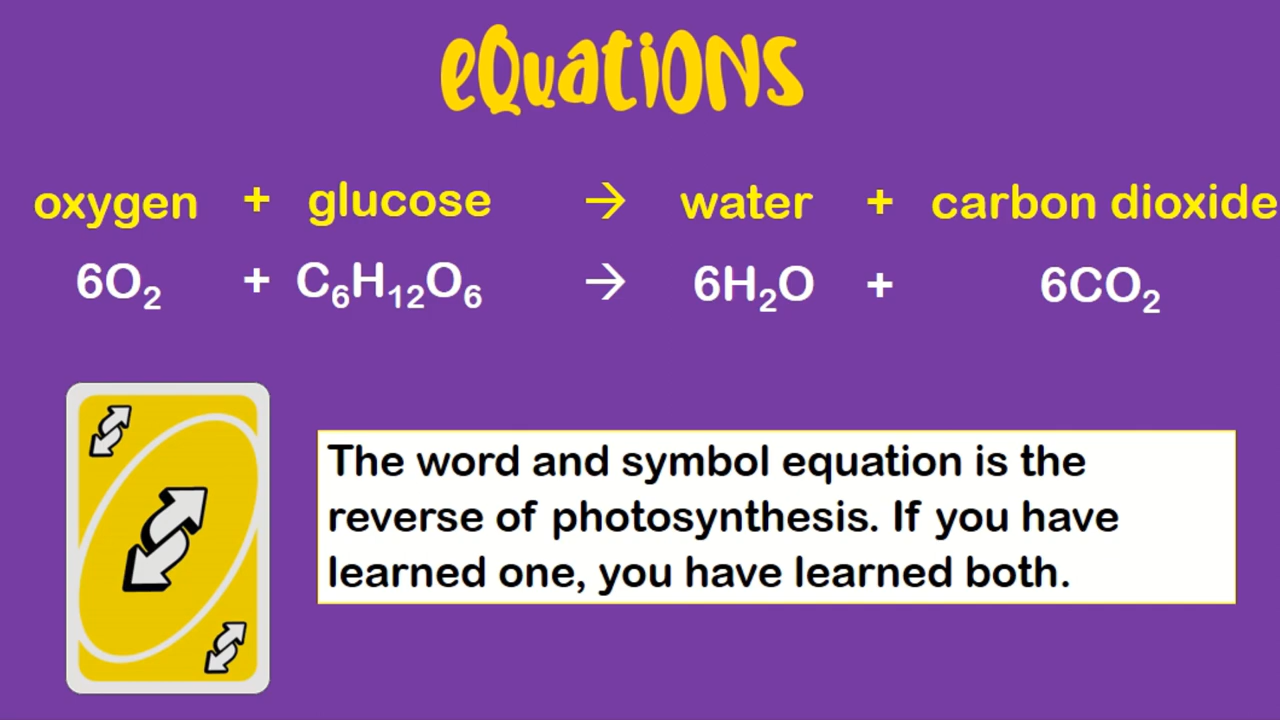 eQuatiONS
oxygen + glucose → water + carbon dioxide
6O₂ + C₆H₁₂O₆ → 6H₂O + 6CO₂
The word and symbol equation is the
reverse of photosynthesis. If you have
learned one, you have learned both.